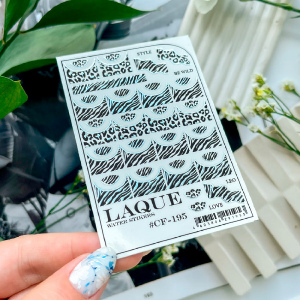 STYLE
BE WILD
LAQUE
WATER STICKERS
#CF-195
LOVE